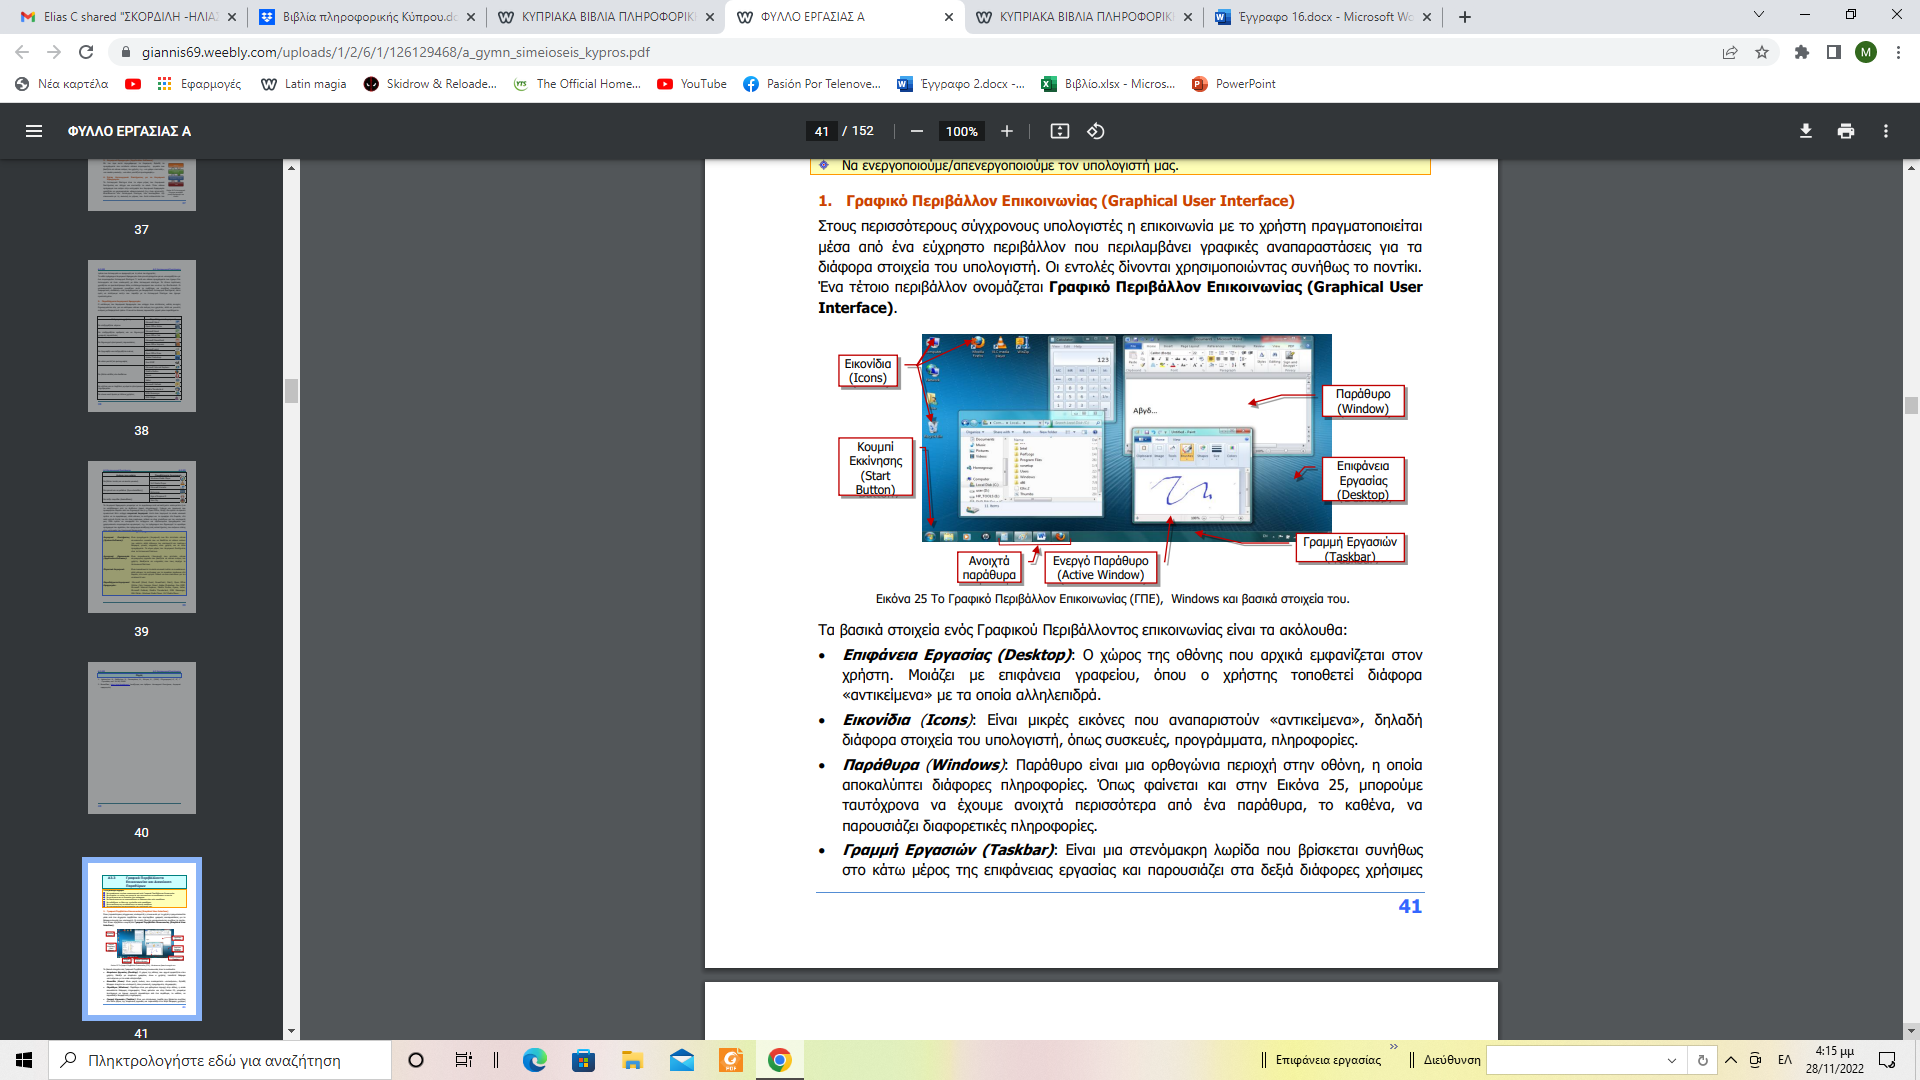 Elias C shared "ΣΚΟΡΔΙΛΗ -ΗΛΙΑΣ
Βιβλία πληροφορικής Κύπρου.do
ΚΥΠΡΙΑΚΑ ΒΙΒΛΙΑ ΠΛΗΡΟΦΟΡΙΚΗ
ΦΥΛΛΟ ΕΡΓΑΣΙΑΣ Α
ΚΥΠΡΙΑΚΑ ΒΙΒΛΙΑ ΠΛΗΡΟΦΟΡΙΚΗ
Έγγραφο 16.docx - Microsoft Wo
giannis69.weebly.com/uploads/1/2/6/1/126129468/a_gymn_simeioseis_kypros.pdf
M
Νέα καρτέλα
Εφαρμογές
Latin magia
Skidrow & Reloade...
The Official Home...
YouTube
Pasión Por Telenove...
Έγγραφο 2.docx -...
Βιβλίο.xlsx - Micros...
PowerPoint
ΦΥΛΛΟ ΕΡΓΑΣΙΑΣ Α
41 / 152
100%
37
38
39
40
41
Να ενεργοποιούμε/απενεργοποιούμε τον υπολογιστή μας.
1. Γραφικό Περιβάλλον Επικοινωνίας (Graphical User Interface)
Στους περισσότερους σύγχρονους υπολογιστές η επικοινωνία με το χρήστη πραγματοποιείται
μέσα από ένα εύχρηστο περιβάλλον που περιλαμβάνει γραφικές αναπαραστάσεις για τα
διάφορα στοιχεία του υπολογιστή. Οι εντολές δίνονται χρησιμοποιώντας συνήθως το ποντίκι.
Ένα τέτοιο περιβάλλον ονομάζεται Γραφικό Περιβάλλον Επικοινωνίας (Graphical User
Interface).
Εικονίδια
(Icons)
Κουμπί
Εκκίνησης
(Start
Button)
123
Αβγδ...
Παράθυρο
(Window)
Επιφάνεια
Εργασίας
(Desktop)
Γραμμή Εργασιών
(Taskbar)
Ανοιχτά
παράθυρα
Ενεργό Παράθυρο
(Active Window)
Εικόνα 25 Το Γραφικό Περιβάλλον Επικοινωνίας (ΓΠΕ), Windows και βασικά στοιχεία του.
Τα βασικά στοιχεία ενός Γραφικού Περιβάλλοντος επικοινωνίας είναι τα ακόλουθα:
• Επιφάνεια Εργασίας (Desktop): Ο χώρος της οθόνης που αρχικά εμφανίζεται στον
χρήστη. Μοιάζει με επιφάνεια γραφείου, όπου ο χρήστης τοποθετεί διάφορα
«αντικείμενα» με τα οποία αλληλεπιδρά.
• Εικονίδια (Icons): Είναι μικρές εικόνες που αναπαριστούν «αντικείμενα», δηλαδή
διάφορα στοιχεία του υπολογιστή, όπως συσκευές, προγράμματα, πληροφορίες.
• Παράθυρα (Windows): Παράθυρο είναι μια ορθογώνια περιοχή στην οθόνη, η οποία
αποκαλύπτει διάφορες πληροφορίες. Όπως φαίνεται και στην Εικόνα 25, μπορούμε
ταυτόχρονα να έχουμε ανοιχτά περισσότερα από ένα παράθυρα, το καθένα, να
παρουσιάζει διαφορετικές πληροφορίες.
• Γραμμή Εργασιών (Taskbar): Είναι μια στενόμακρη λωρίδα που βρίσκεται συνήθως
στο κάτω μέρος της επιφάνειας εργασίας και παρουσιάζει στα δεξιά διάφορες χρήσιμες
41
Πληκτρολογήστε εδώ για αναζήτηση
Επιφάνεια εργασίας
Διεύθυνση
ΕΛ
4:15 μμ
28/11/2022